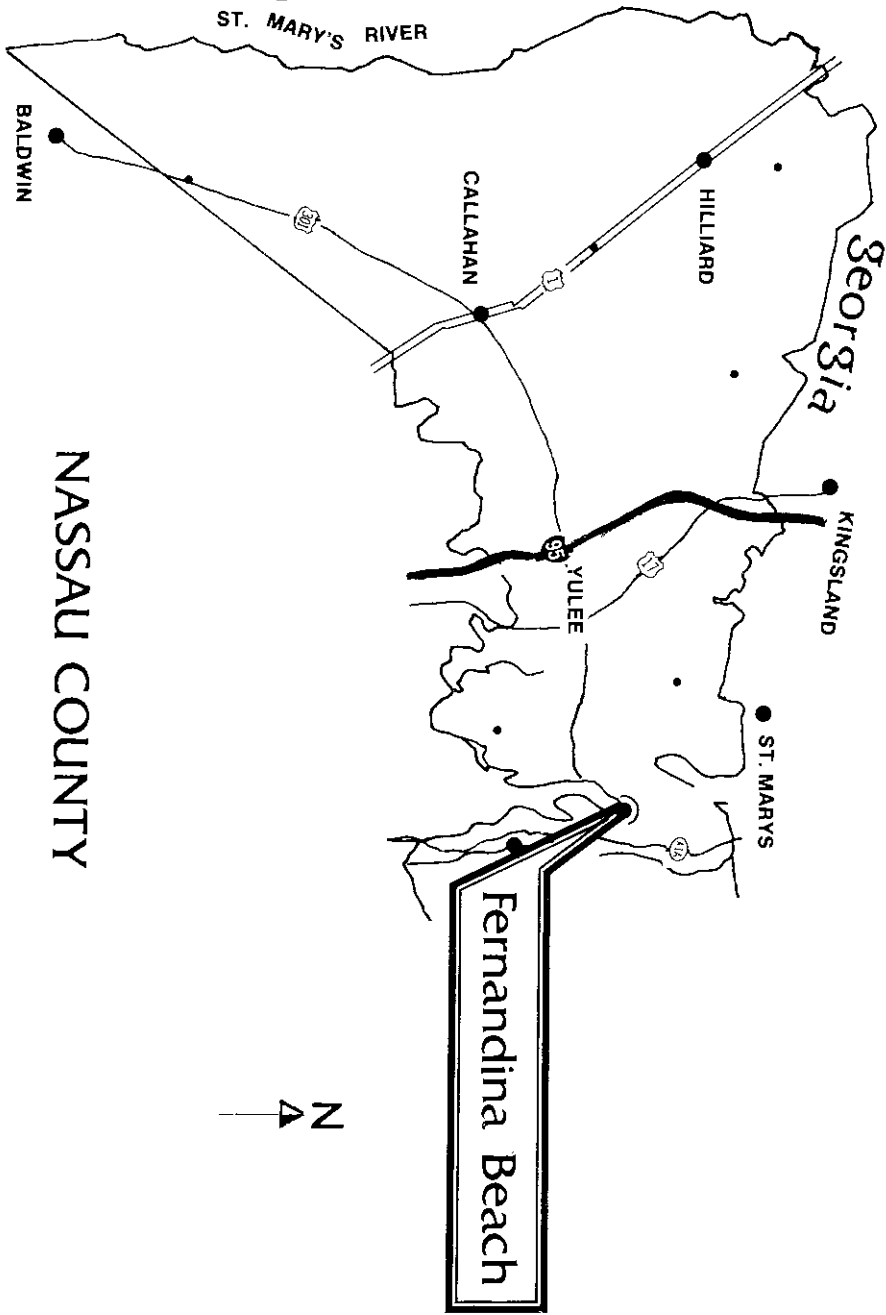 ST. MARY'S RIVER
georgia
HILLIARD
KINGSLAND
ST. MARYS
1
CALLAHAN
17
95
YULEE
301
BALDWIN
A1A
Fernandina Beach
NASSAU COUNTY
N